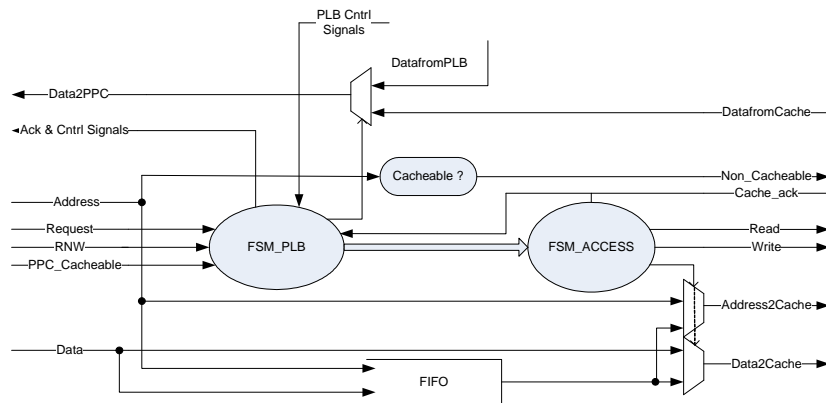 PLB Cntrl
Signals
DatafromPLB
Data2PPC
DatafromCache
Ack & Cntrl Signals
Cacheable ?
Non_Cacheable
Cache_ack
Address
Request
RNW
PPC_Cacheable
FSM_PLB
FSM_ACCESS
Read
Write
Address2Cache
Data
FIFO
Data2Cache